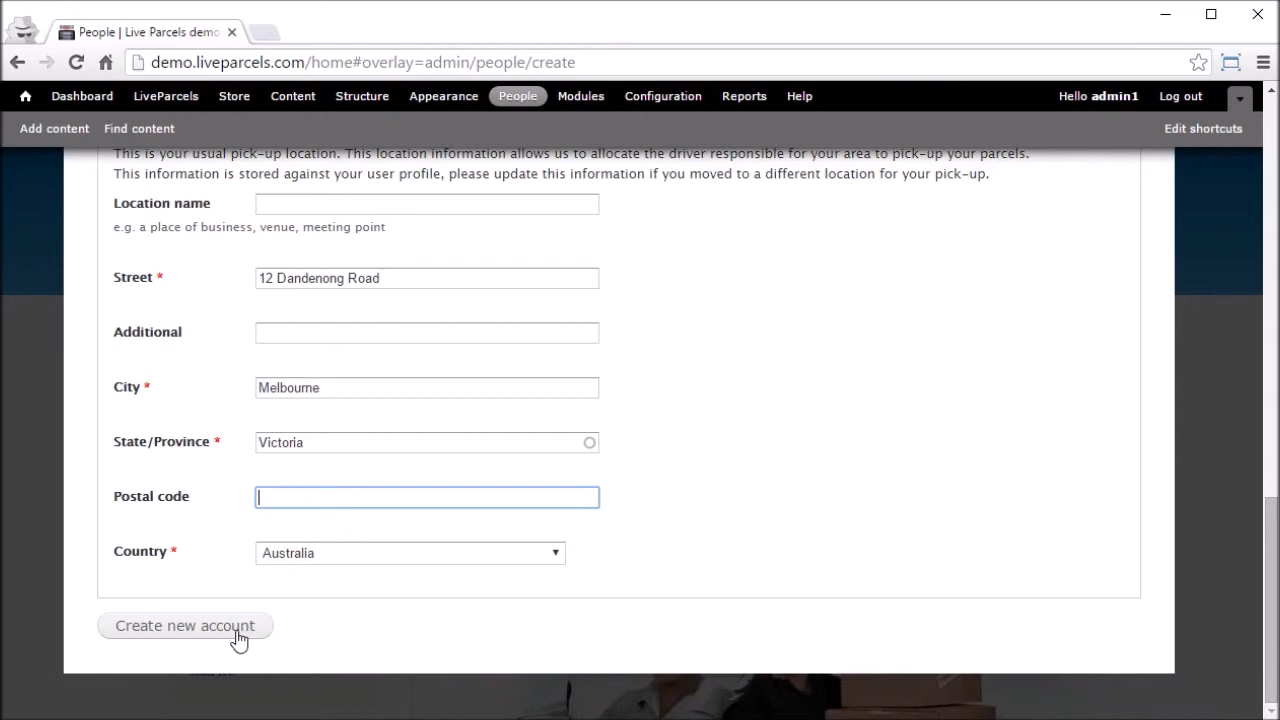 People | Live Parcels demo
demo.liveparcels.com/home#overlay=admin/people/create
Dashboard LiveParcels Store Content Structure Appearance People Modules Configuration Reports Help Hello admin1 Log out
Add content Find content Edit shortcuts
This is your usual pick-up location. This location information allows us to allocate the driver responsible for your area to pick-up your parcels.
This information is stored against your user profile, please update this information if you moved to a different location for your pick-up.
Location name
e.g. a place of business, venue, meeting point
Street * 12 Dandenong Road
Additional
City * Melbourne
State/Province * Victoria
Postal code
Country * Australia
Create new account